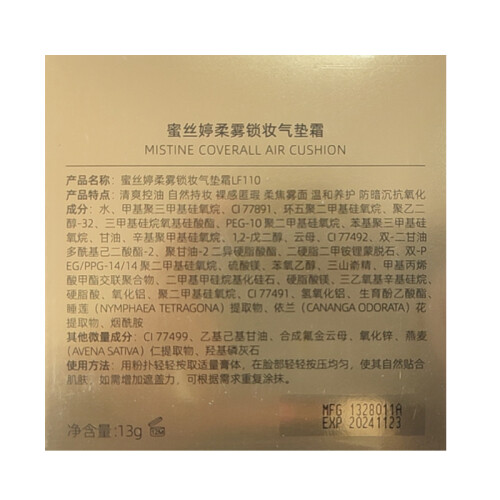 蜜丝婷柔雾锁妆气垫霜
MISTINE COVERALL AIR CUSHION
产品名称：蜜丝婷柔雾锁妆气垫霜LF110
产品特点：清爽控油 自然持妆 裸感匿瑕 柔焦雾面 温和养护 防暗沉抗氧化
成分：水、甲基聚三甲基硅氧烷、CI 77891、环五聚二甲基硅氧烷、聚乙二
醇-32、三甲基硅烷氧基硅酸酯、PEG-10 聚二甲基硅氧烷、苯基聚三甲基硅
氧烷、甘油、辛基聚甲基硅氧烷、1,2-戊二醇、云母、CI 77492、双-二甘油
多酰基己二酸酯-2、聚甘油-2 二异硬脂酸酯、二硬脂二甲铵锂蒙脱石、双-P
EG/PPG-14/14 聚二甲基硅氧烷、硫酸镁、苯氧乙醇、三山嵛精、甲基丙烯
酸甲酯交联聚合物、二甲基甲硅烷基化硅石、硬脂酸镁、三乙氧基辛基硅烷、
硬脂酸、氧化铝、聚二甲基硅氧烷、CI 77491、氢氧化铝、生育酚乙酸酯、
睡莲（NYMPHAEA TETRAGONA）提取物、依兰（CANANGA ODORATA）花
提取物、烟酰胺
其他微量成分：CI 77499、乙基己基甘油、合成氟金云母、氧化锌、燕麦
（AVENA SATIVA）仁提取物、羟基磷灰石
使用方法：用粉扑轻轻按取适量膏体，在脸部轻轻按压均匀，使其自然贴合
肌肤，如需增加遮盖力，可根据需求重复涂抹。
MFG 1328011A
EXP 20241123
净含量：13g